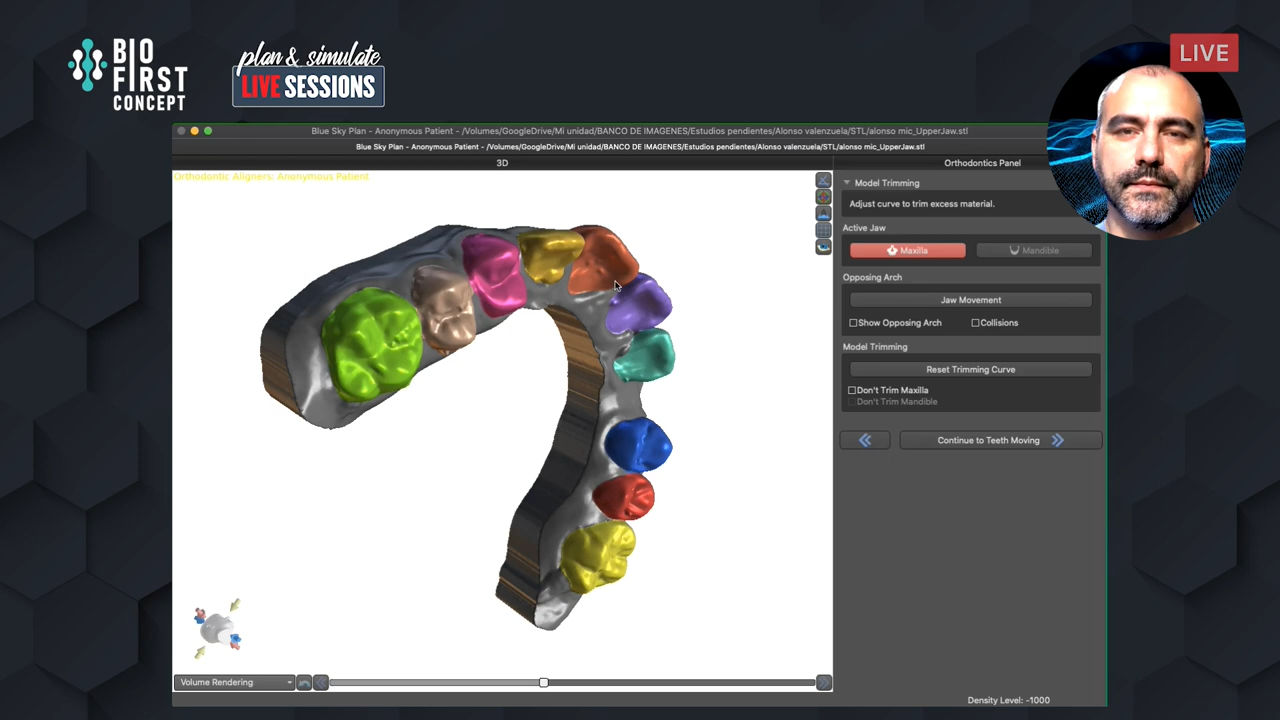 BIO
FIRST
CONCEPT
plan & simulate
LIVE SESSIONS
LIVE
Blue Sky Plan - Anonymous Patient - /Volumes/GoogleDrive/Mi unidad/BANCO DE IMAGENES/Estudios pendientes/Alonso valenzuela/STL/alonso mic_UpperJaw.stl
Blue Sky Plan - Anonymous Patient - /Volumes/GoogleDrive/Mi unidad/BANCO DE IMAGENES/Estudios pendientes/Alonso valenzuela/STL/alonso mic_UpperJaw.stl
3D
Orthodontics Panel
Orthodontic Aligners: Anonymous Patient
Model Trimming
Adjust curve to trim excess material.
Active Jaw
Maxilla
Mandible
Opposing Arch
Jaw Movement
Show Opposing Arch
Collisions
Model Trimming
Reset Trimming Curve
Don't Trim Maxilla
Don't Trim Mandible
Continue to Teeth Moving
Volume Rendering
Density Level: -1000